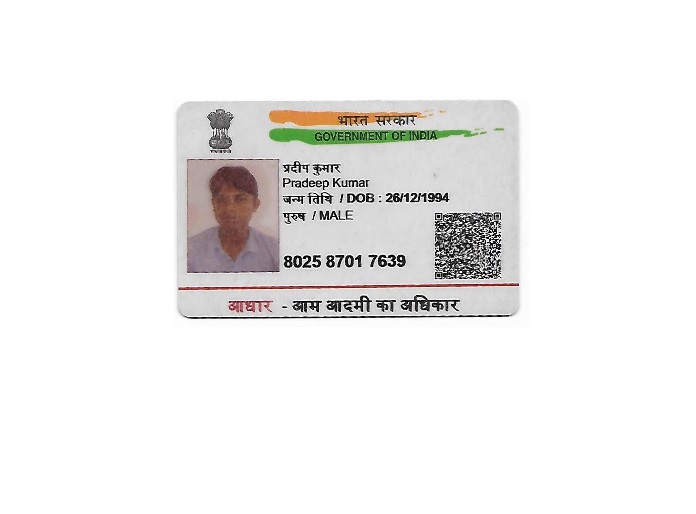 भारत सरकार
GOVERNMENT OF INDIA
प्रदीप कुमार
Pradeep Kumar
जन्म तिथि / DOB : 26/12/1994
पुरुष / MALE
8025 8701 7639
आधार - आम आदमी का अधिकार